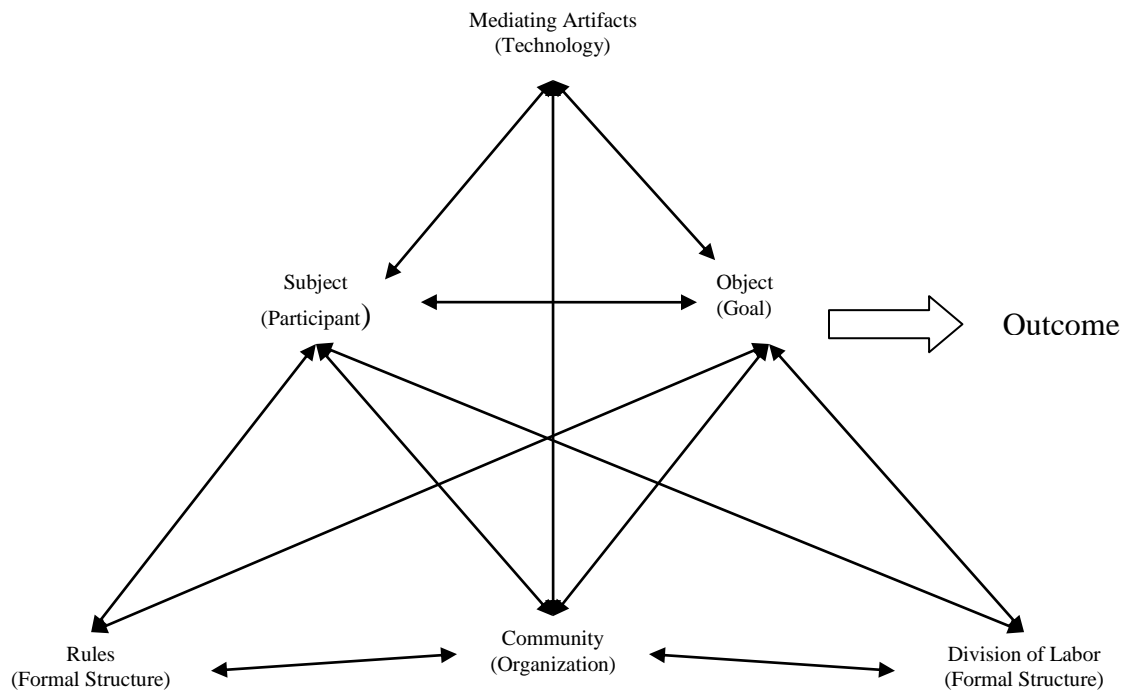 Mediating Artifacts
(Technology)
Subject
(Participant)
Object
(Goal)
Outcome
Rules
(Formal Structure)
Community
(Organization)
Division of Labor
(Formal Structure)